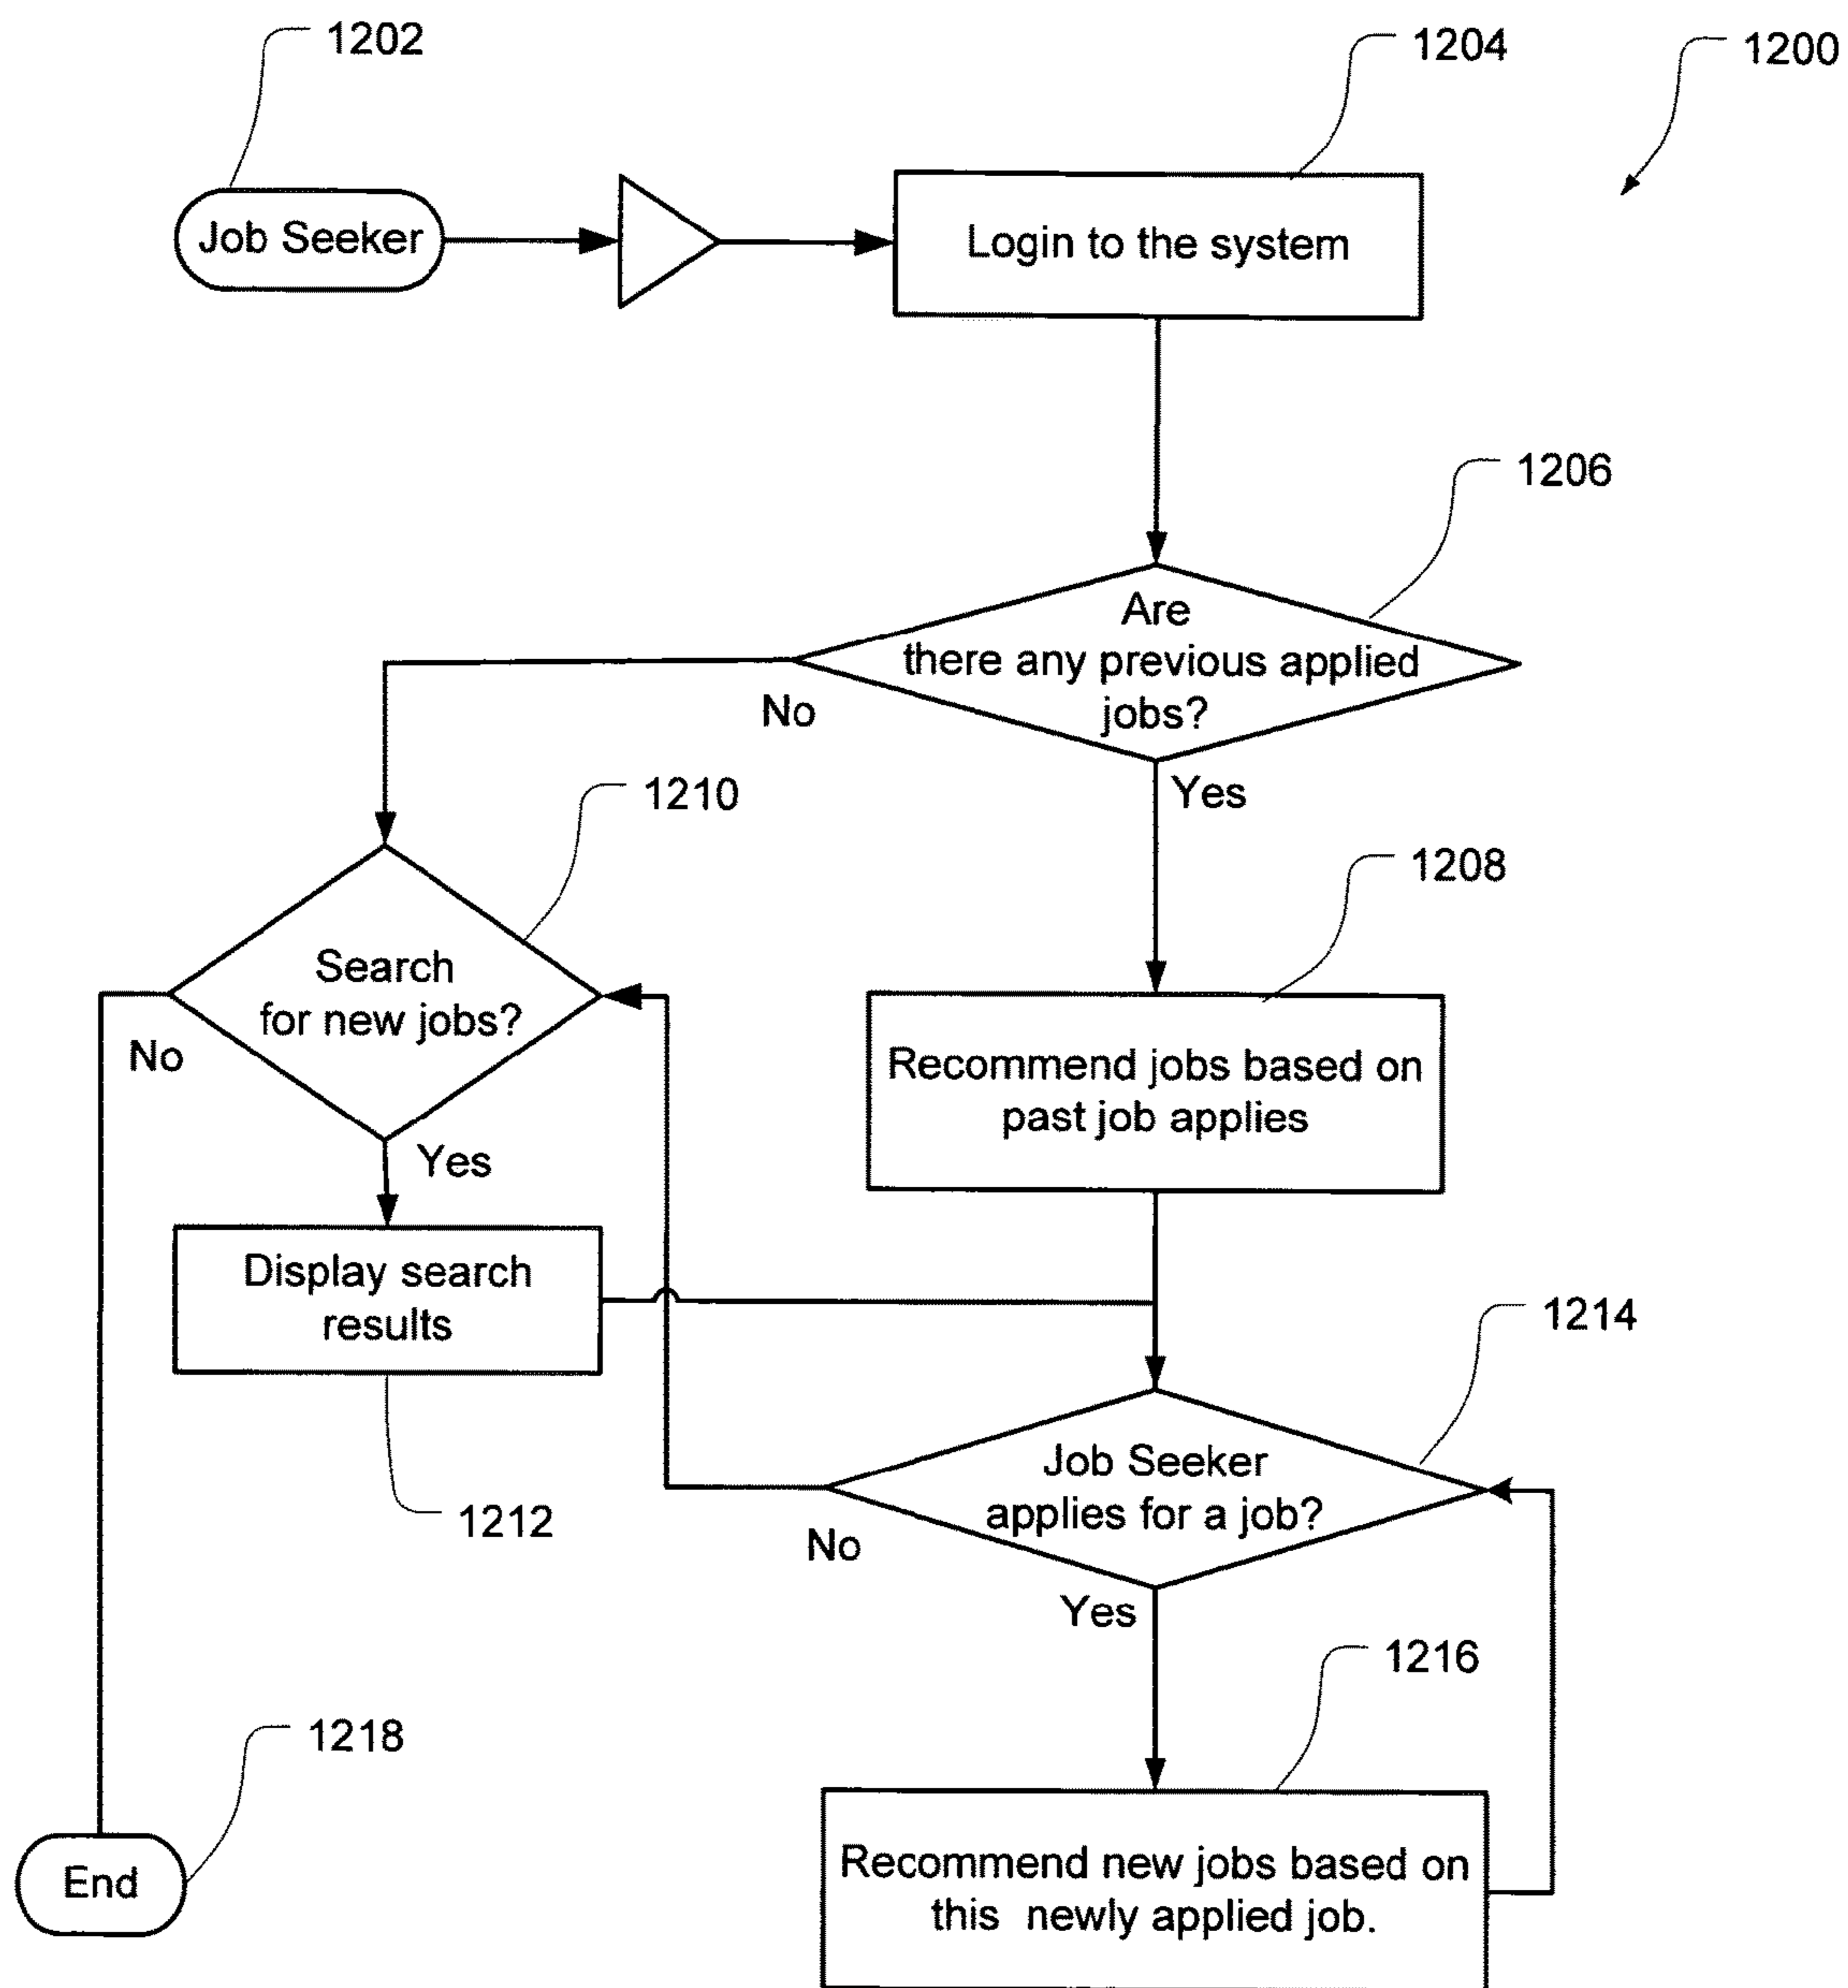 1202
1204
1200
Job Seeker
Login to the system
1206
Are
there any previous applied
jobs?
No
Yes
1210
1208
Search
for new jobs?
No
Yes
Recommend jobs based on
past job applies
Display search
results
1212
1214
Job Seeker
applies for a job?
No
Yes
1216
1218
End
Recommend new jobs based on
this newly applied job.